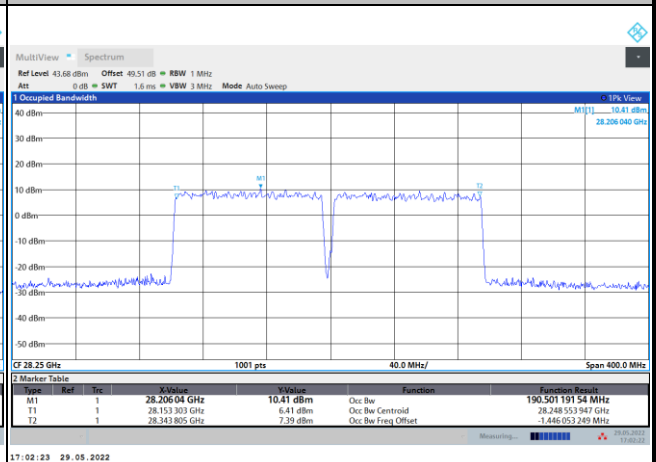 MultiView Spectrum
Ref Level 43.68 dBm Offset 49.51 dB RBW 1 MHz
Att 0 dB SWT 1.6 ms VBW 3 MHz Mode Auto Sweep
1 Occupied Bandwidth 1Pk View
M1[1] 10.41 dBm
28.206 040 GHz
40 dBm
30 dBm
20 dBm
10 dBm
0 dBm
-10 dBm
-20 dBm
-30 dBm
-40 dBm
-50 dBm
T1
M1
T2
CF 28.25 GHz 1001 pts 40.0 MHz/ Span 400.0 MHz
2 Marker Table
Type Ref Trc X-Value Y-Value Function Function Result
M1 1 28.206 04 GHz 10.41 dBm Occ Bw 190.501 191 54 MHz
T1 1 28.153 303 GHz 6.41 dBm Occ Bw Centroid 28.248 553 947 GHz
T2 1 28.343 805 GHz 7.39 dBm Occ Bw Freq Offset -1.446 053 249 MHz
Measuring... 29.05.2022
17:02:22
17:02:23 29.05.2022